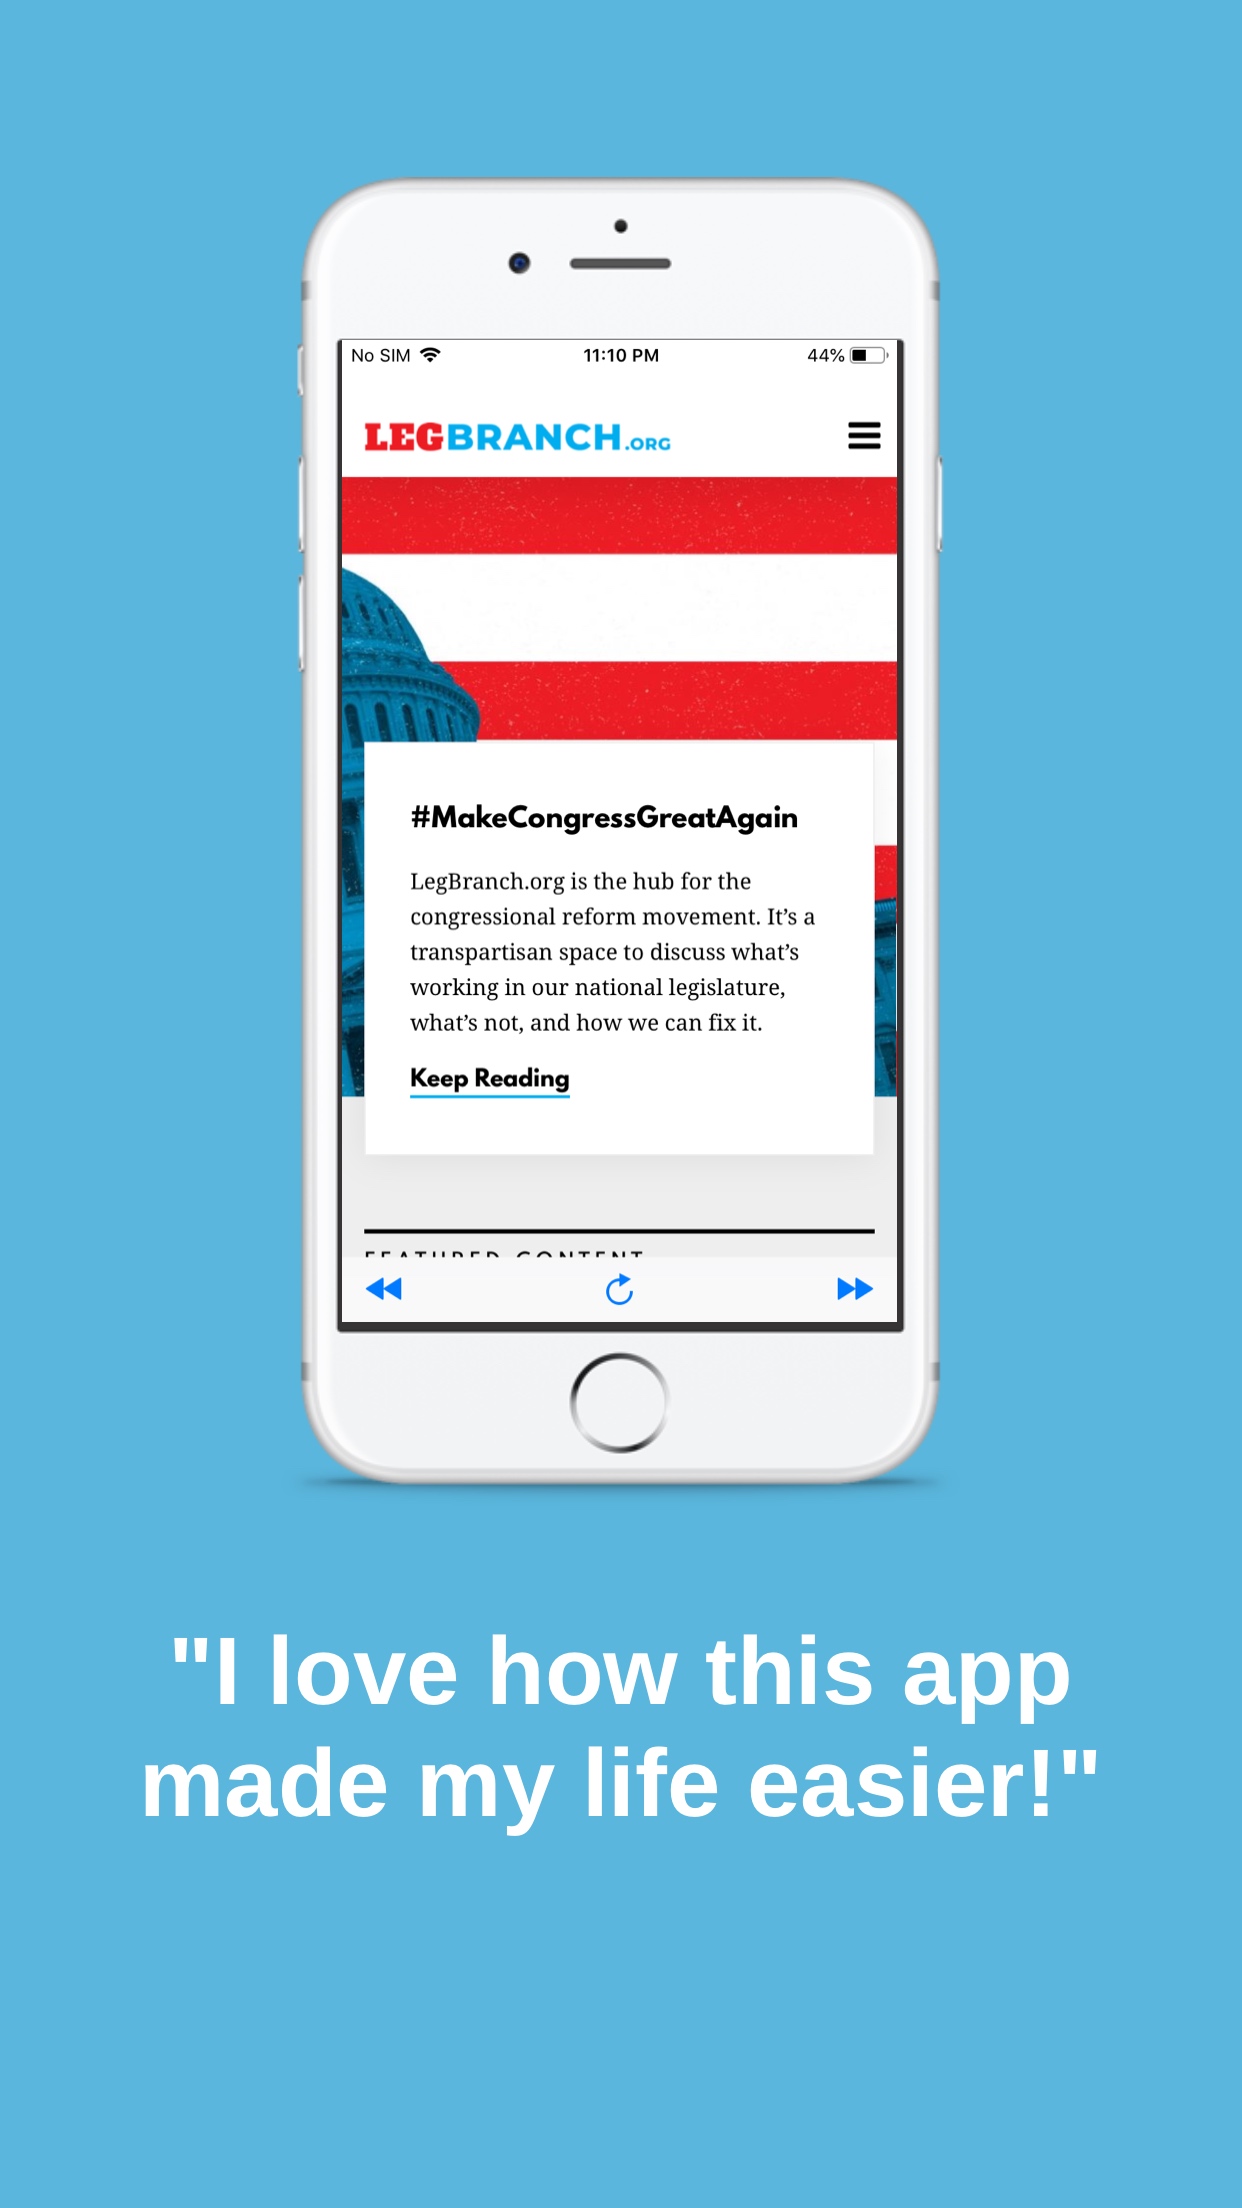 No SIM 11:10 PM 44%
LEGBRANCH.ORG
#MakeCongressGreatAgain
LegBranch.org is the hub for the
congressional reform movement. It’s a
transpartisan space to discuss what’s
working in our national legislature,
what’s not, and how we can fix it.
Keep Reading
FEATURED CONTENT
"I love how this app
made my life easier!"